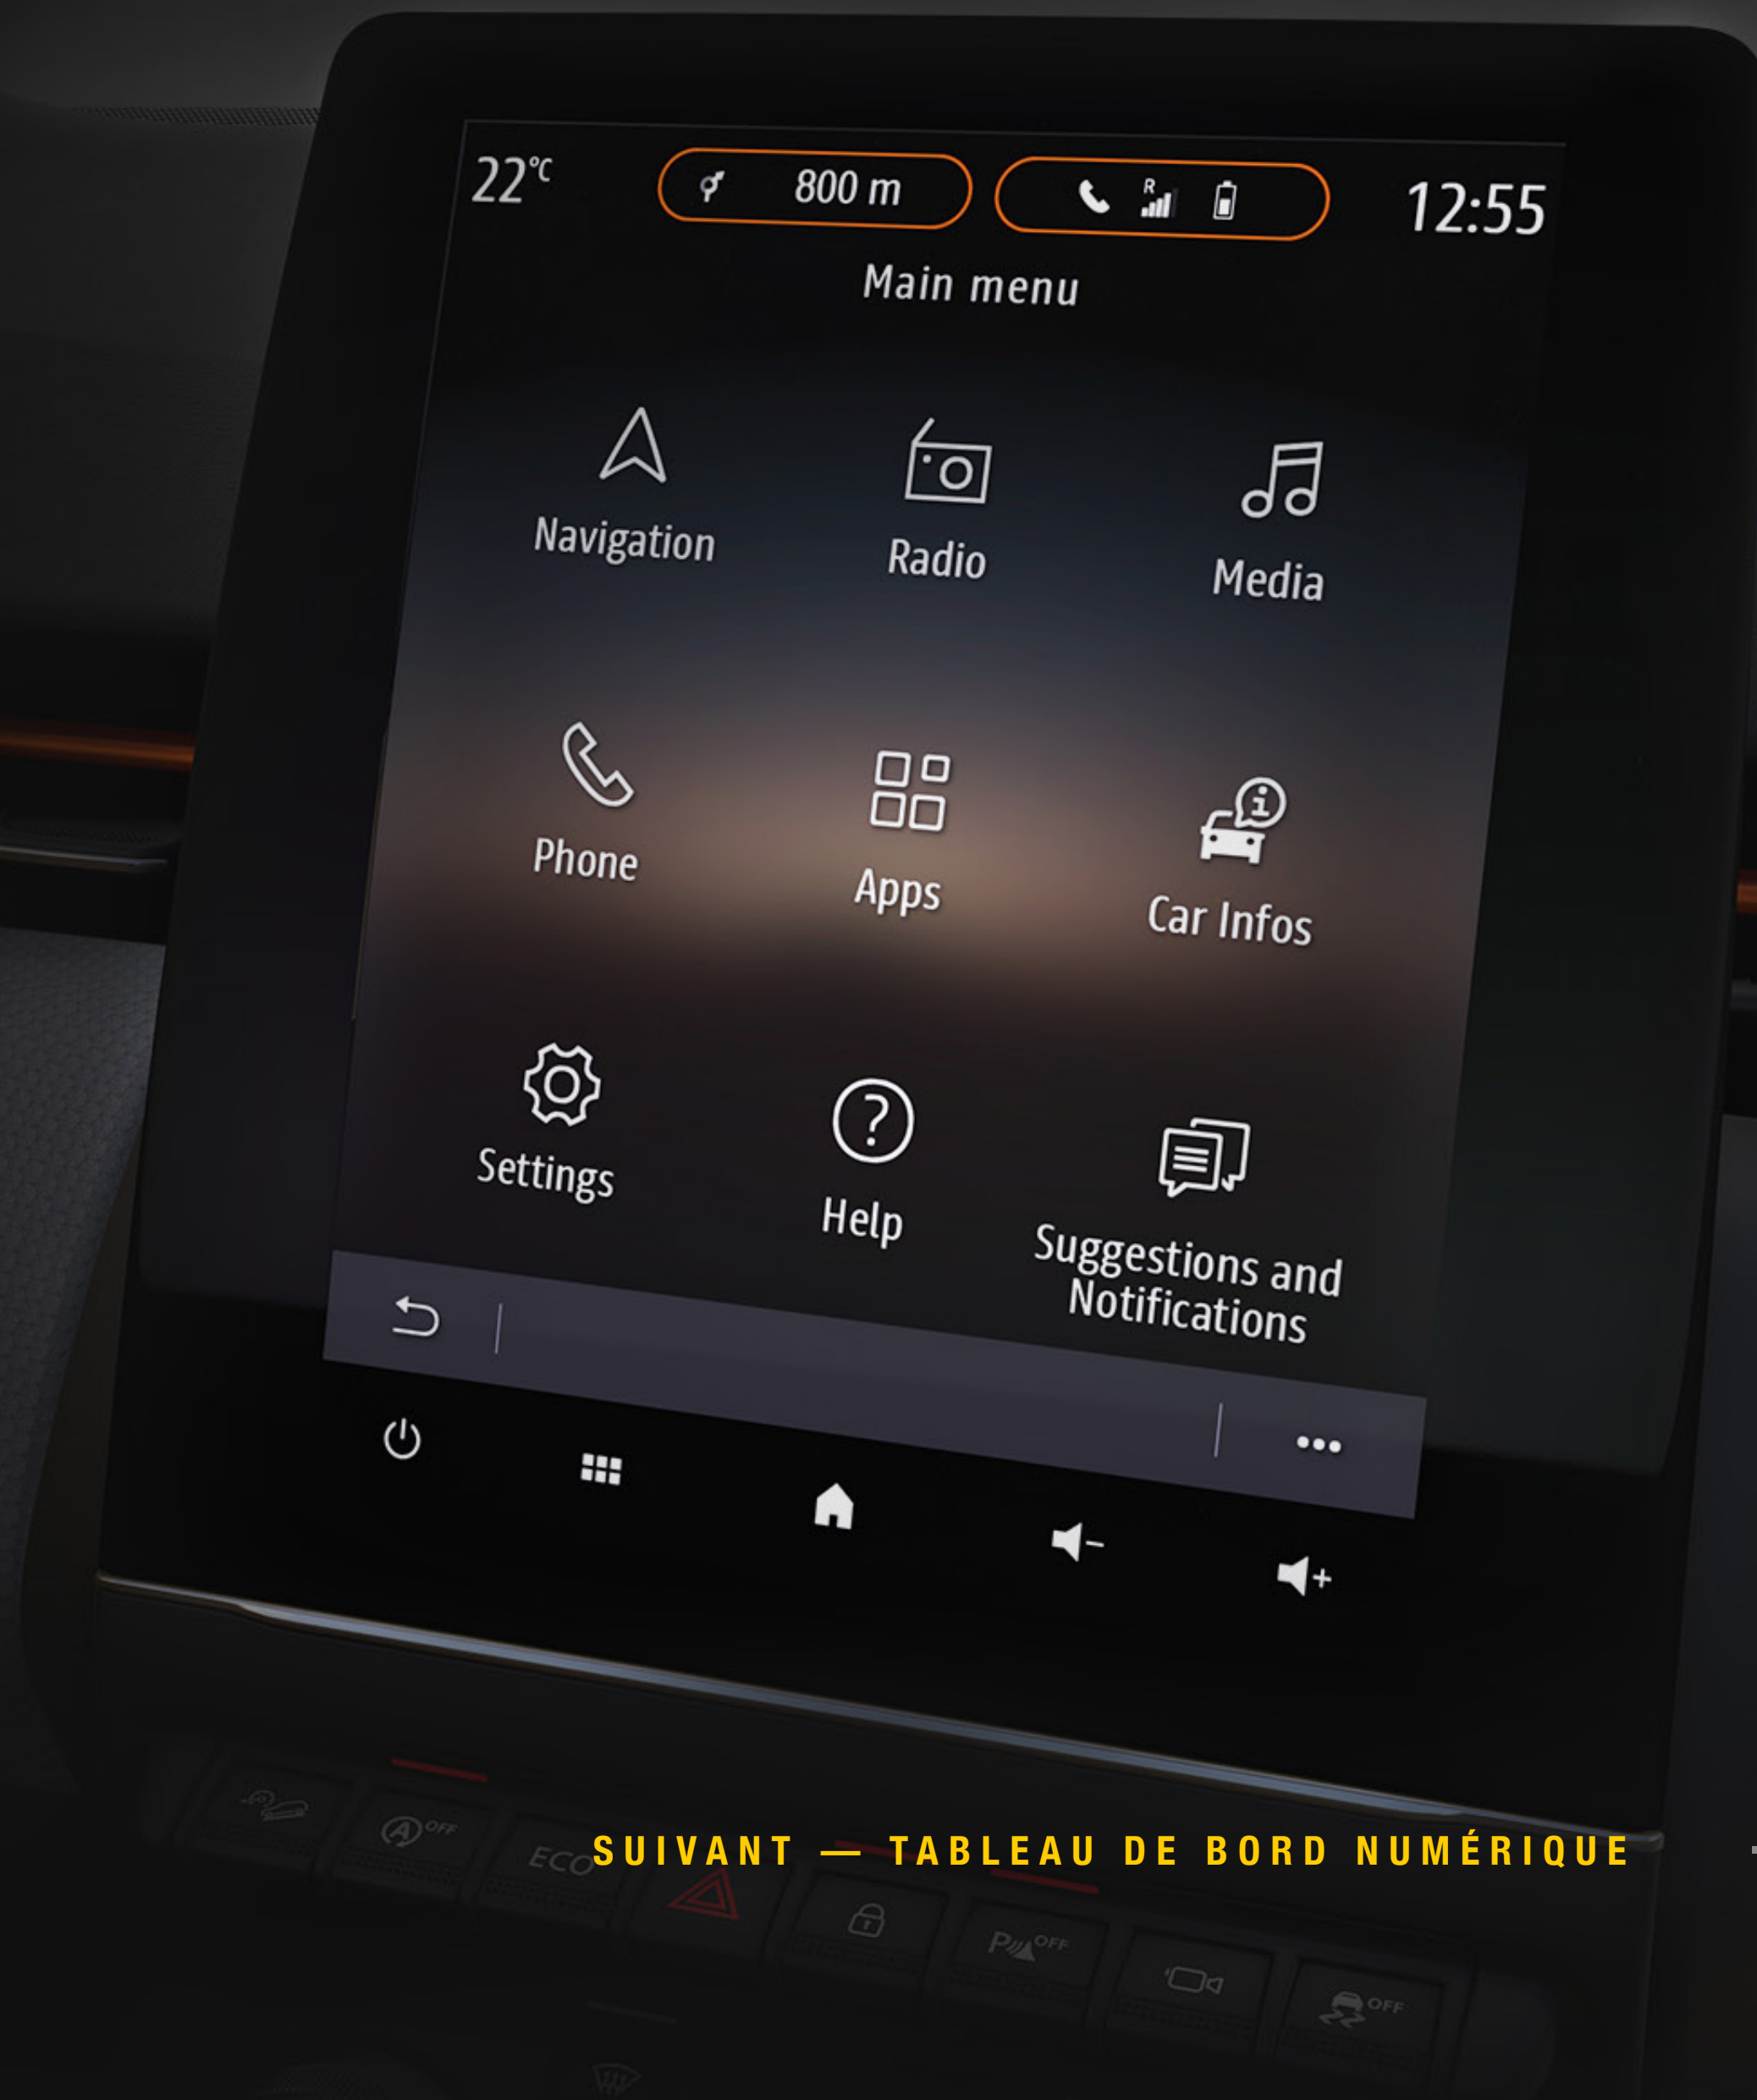 22°C
800 m
R
12:55
Main menu
Navigation
Radio
Media
Phone
Apps
Car Infos
Settings
Help
Suggestions and
Notifications
A OFF
ECO
SUIVANT — TABLEAU DE BORD NUMÉRIQUE
P OFF
OFF